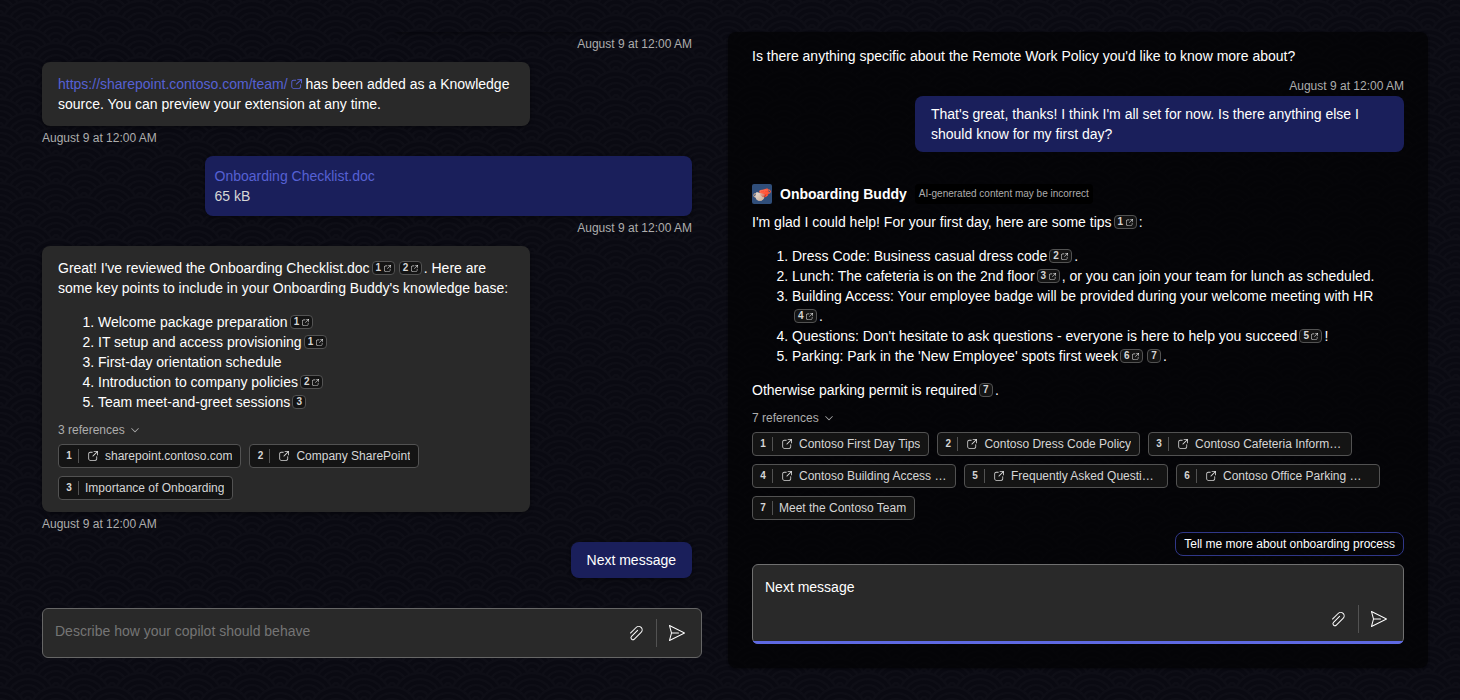 August 9 at 12:00 AM
https://sharepoint.contoso.com/team/ has been added as a Knowledge
source. You can preview your extension at any time.
August 9 at 12:00 AM
Onboarding Checklist.doc
65 kB
August 9 at 12:00 AM
Great! I've reviewed the Onboarding Checklist.doc 1 2 . Here are
some key points to include in your Onboarding Buddy's knowledge base:
1. Welcome package preparation 1
2. IT setup and access provisioning 1
3. First-day orientation schedule
4. Introduction to company policies 2
5. Team meet-and-greet sessions 3
3 references
1 sharepoint.contoso.com 2 Company SharePoint
3 Importance of Onboarding
August 9 at 12:00 AM
Next message
Describe how your copilot should behave
Is there anything specific about the Remote Work Policy you'd like to know more about?
August 9 at 12:00 AM
That's great, thanks! I think I'm all set for now. Is there anything else I
should know for my first day?
Onboarding Buddy AI-generated content may be incorrect
I'm glad I could help! For your first day, here are some tips 1 :
1. Dress Code: Business casual dress code 2 .
2. Lunch: The cafeteria is on the 2nd floor 3 , or you can join your team for lunch as scheduled.
3. Building Access: Your employee badge will be provided during your welcome meeting with HR
4 .
4. Questions: Don't hesitate to ask questions - everyone is here to help you succeed 5 !
5. Parking: Park in the 'New Employee' spots first week 6 7 .
Otherwise parking permit is required 7 .
7 references
1 Contoso First Day Tips 2 Contoso Dress Code Policy 3 Contoso Cafeteria Inform…
4 Contoso Building Access … 5 Frequently Asked Questi… 6 Contoso Office Parking …
7 Meet the Contoso Team
Tell me more about onboarding process
Next message